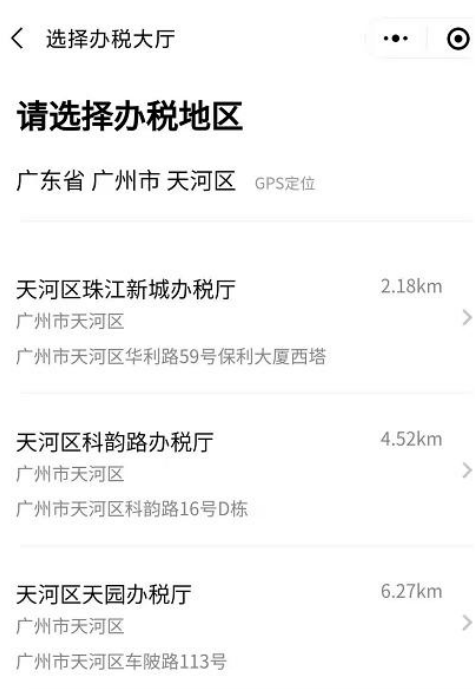 选择办税大厅
请选择办税地区
广东省 广州市 天河区 GPS定位
天河区珠江新城办税厅 2.18km
广州市天河区
广州市天河区华利路59号保利大厦西塔
天河区科韵路办税厅 4.52km
广州市天河区
广州市天河区科韵路16号D栋
天河区天园办税厅 6.27km
广州市天河区
广州市天河区车陂路113号